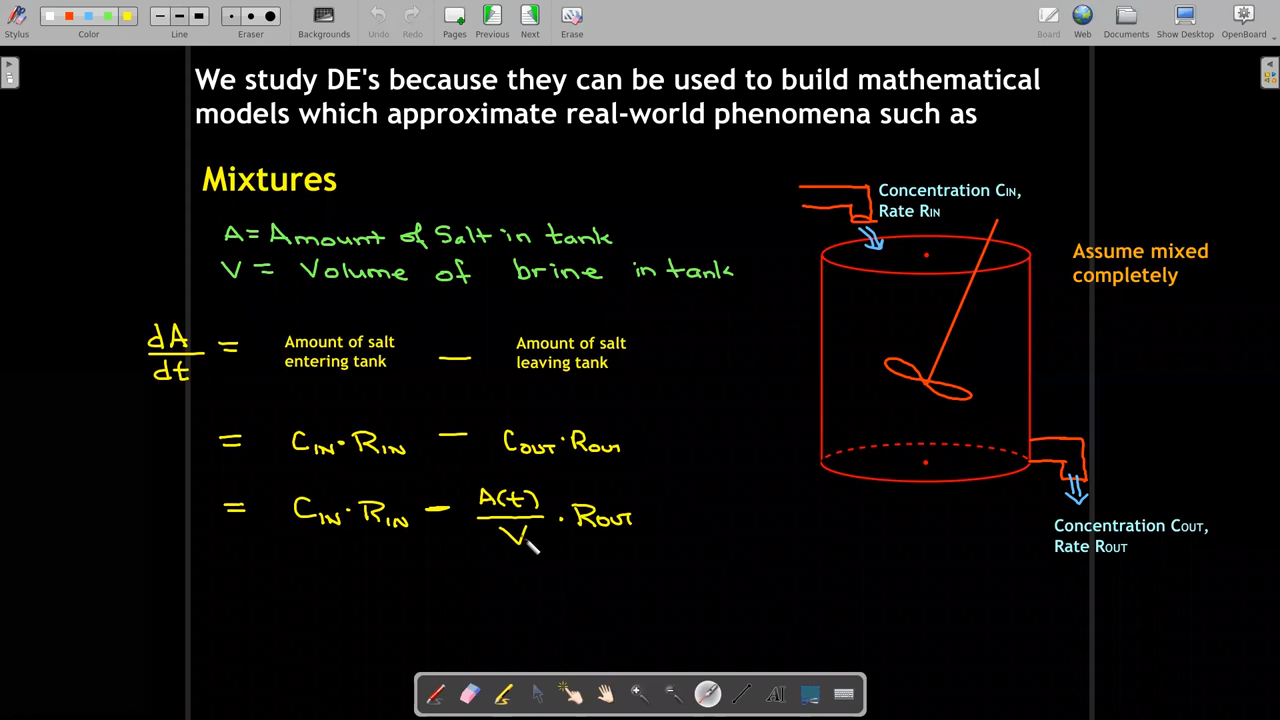 Stylus
Color
Line
Eraser
Backgrounds
Undo
Redo
Pages
Previous
Next
Erase
Board
Web
Documents
Show Desktop
OpenBoard
We study DE's because they can be used to build mathematical
models which approximate real-world phenomena such as
Mixtures
A = Amount of Salt in tank
V = Volume of brine in tank
dA/dt = Amount of salt entering tank — Amount of salt leaving tank
= CIN · RIN — COUT · ROUT
= CIN · RIN - A(t)/V · ROUT
Concentration CIN,
Rate RIN
Assume mixed
completely
Concentration COUT,
Rate ROUT
AI